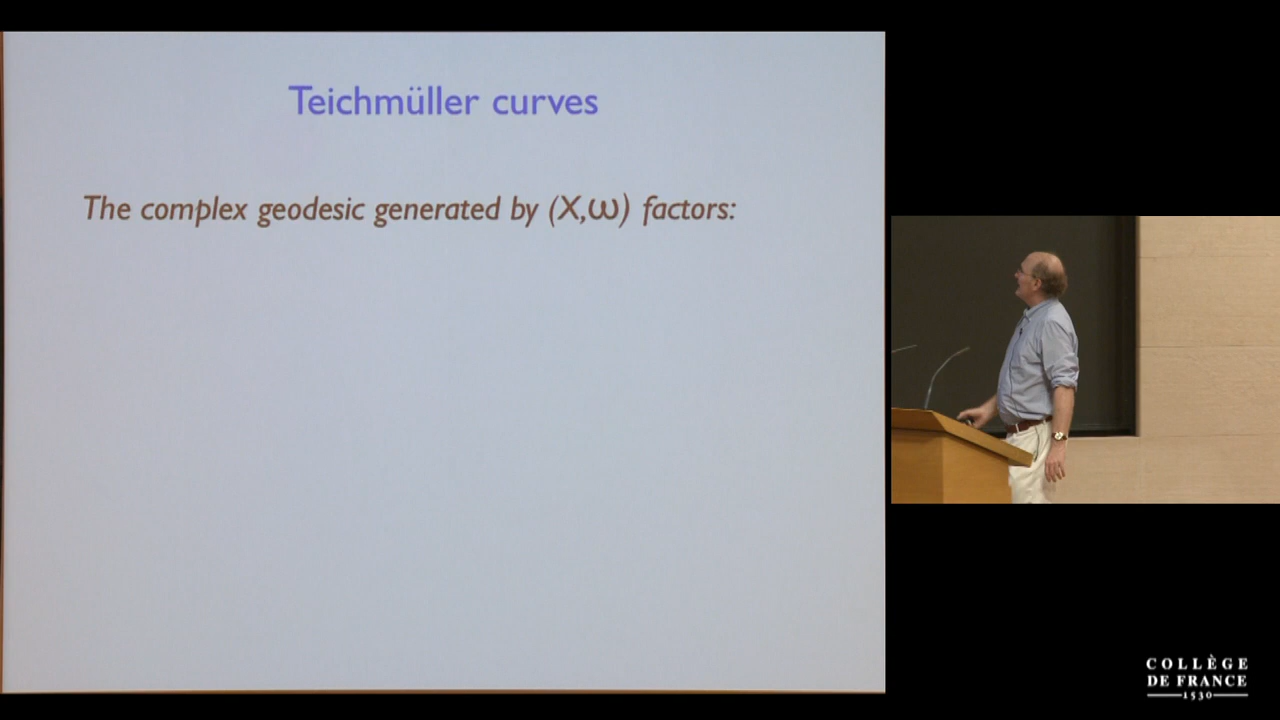 Teichmüller curves
The complex geodesic generated by (X,ω) factors:
COLLÈGE
DE FRANCE
1530